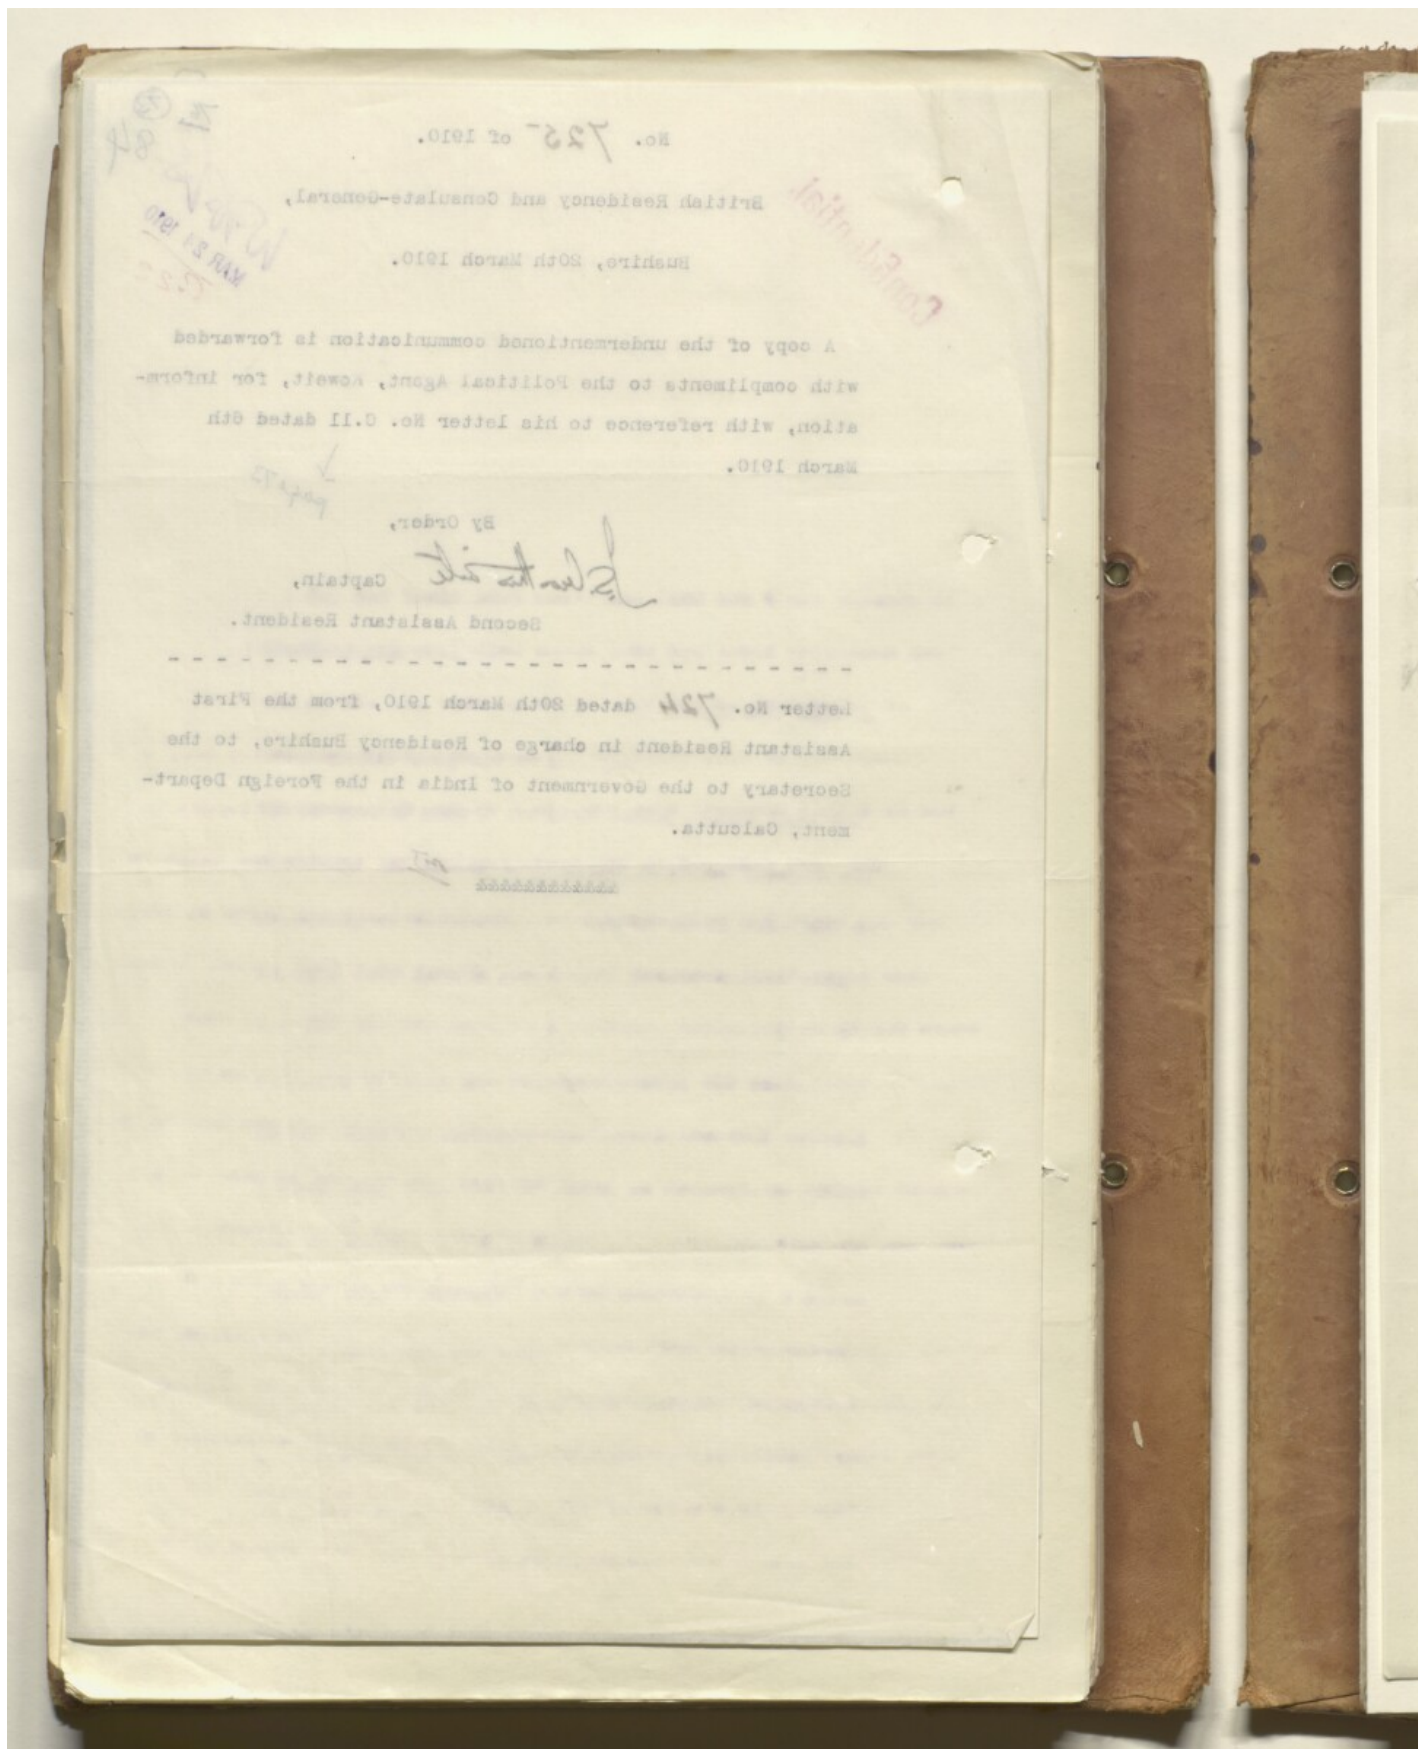 No. 725 of 1910.
Confidential
84
MAR 21 1910
British Residency and Consulate-General,
Bushire, 20th March 1910.
A copy of the undermentioned communication is forwarded
with compliments to the Political Agent, Koweit, for inform-
ation, with reference to his letter No. C.11 dated 6th
March 1910.
page 75
By Order,
Captain,
Second Assistant Resident.
- - - - - - - - - - - - - - - - - - - - - - - - - - - - - -
Letter No. 724 dated 20th March 1910, from the First
Assistant Resident in charge of Residency Bushire, to the
Secretary to the Government of India in the Foreign Depart-
ment, Calcutta.
&&&&&&&&&&&&